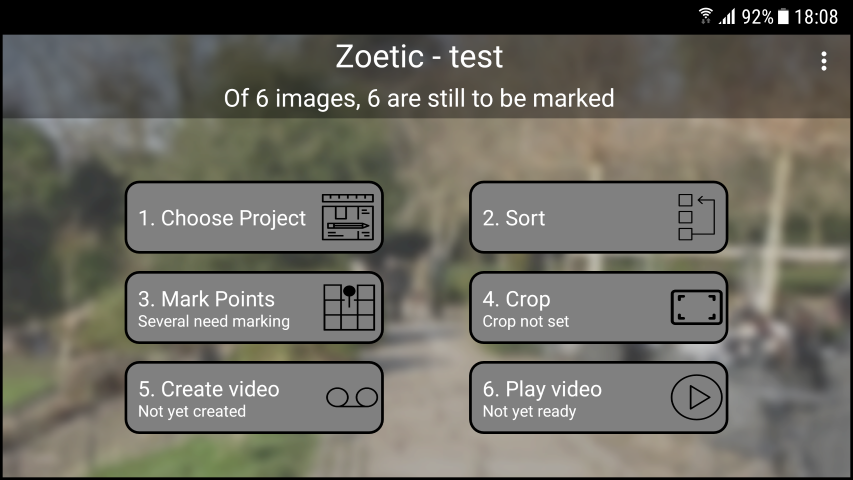 92% 18:08
Zoetic - test
Of 6 images, 6 are still to be marked
1. Choose Project
2. Sort
3. Mark Points
Several need marking
4. Crop
Crop not set
5. Create video
Not yet created
6. Play video
Not yet ready